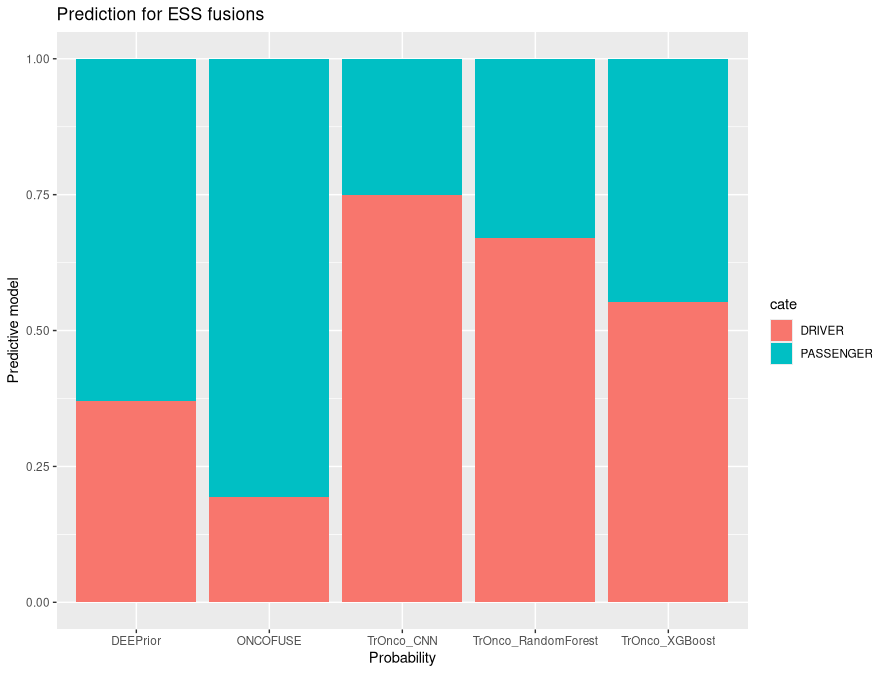 Prediction for ESS fusions
1.00
0.75
0.50
0.25
0.00
Predictive model
DEEPrior
ONCOFUSE
TrOnco_CNN
TrOnco_RandomForest
TrOnco_XGBoost
Probability
cate
DRIVER
PASSENGER